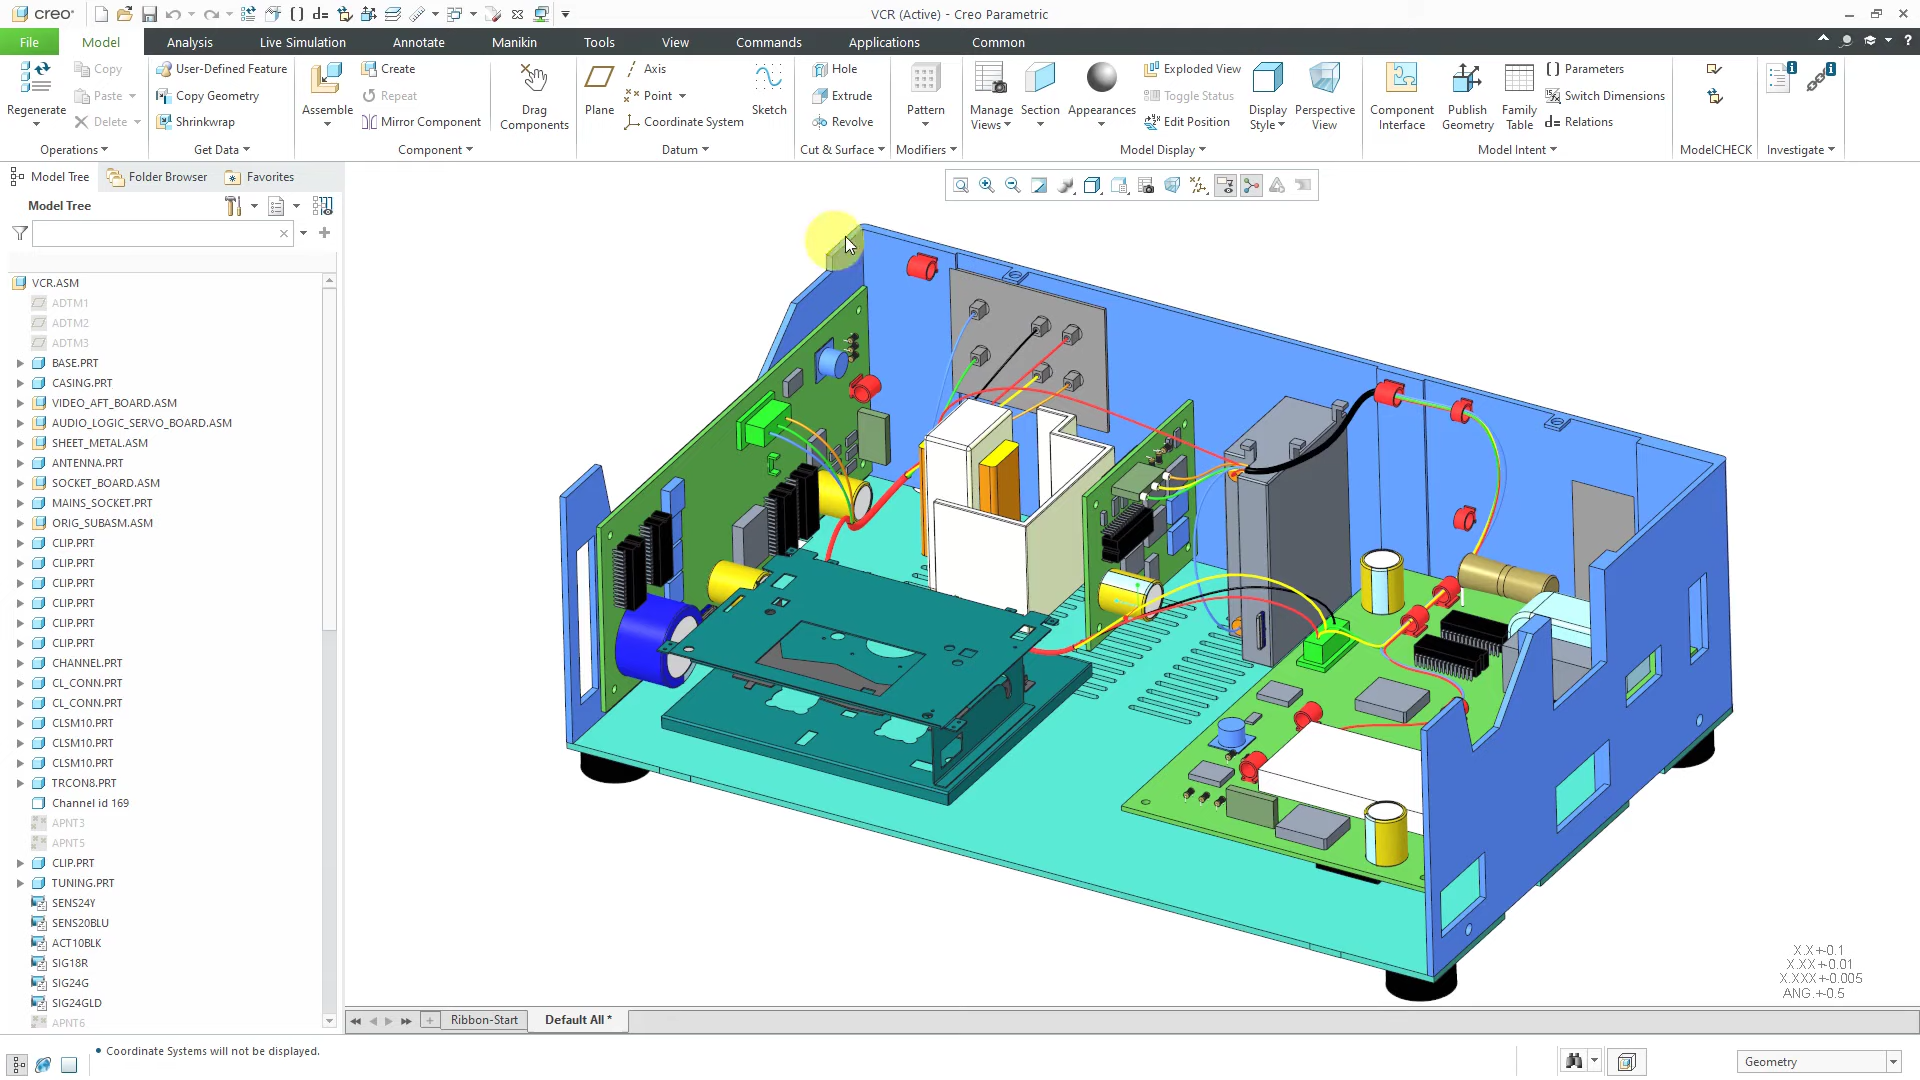 creo
VCR (Active) - Creo Parametric
File
Model
Analysis
Live Simulation
Annotate
Manikin
Tools
View
Commands
Applications
Common
Regenerate
Copy
Paste
Delete
Operations
User-Defined Feature
Copy Geometry
Shrinkwrap
Get Data
Assemble
Create
Repeat
Mirror Component
Drag
Components
Component
Plane
Axis
Point
Coordinate System
Sketch
Datum
Hole
Extrude
Revolve
Cut & Surface
Pattern
Modifiers
Manage
Views
Section
Appearances
Exploded View
Toggle Status
Edit Position
Display
Style
Perspective
View
Model Display
Component
Interface
Publish
Geometry
Family
Table
Parameters
Switch Dimensions
d= Relations
Model Intent
ModelCHECK
Investigate
Model Tree
Folder Browser
Favorites
Model Tree
VCR.ASM
ADTM1
ADTM2
ADTM3
BASE.PRT
CASING.PRT
VIDEO_AFT_BOARD.ASM
AUDIO_LOGIC_SERVO_BOARD.ASM
SHEET_METAL.ASM
ANTENNA.PRT
SOCKET_BOARD.ASM
MAINS_SOCKET.PRT
ORIG_SUBASM.ASM
CLIP.PRT
CLIP.PRT
CLIP.PRT
CLIP.PRT
CLIP.PRT
CLIP.PRT
CHANNEL.PRT
CL_CONN.PRT
CL_CONN.PRT
CLSM10.PRT
CLSM10.PRT
CLSM10.PRT
TRCON8.PRT
Channel id 169
APNT3
APNT5
CLIP.PRT
TUNING.PRT
SENS24Y
SENS20BLU
ACT10BLK
SIG18R
SIG24G
SIG24GLD
APNT6
X.X+-0.1
X.XX+-0.01
X.XXX+-0.005
ANG.+-0.5
Ribbon-Start
Default All *
• Coordinate Systems will not be displayed.
Geometry